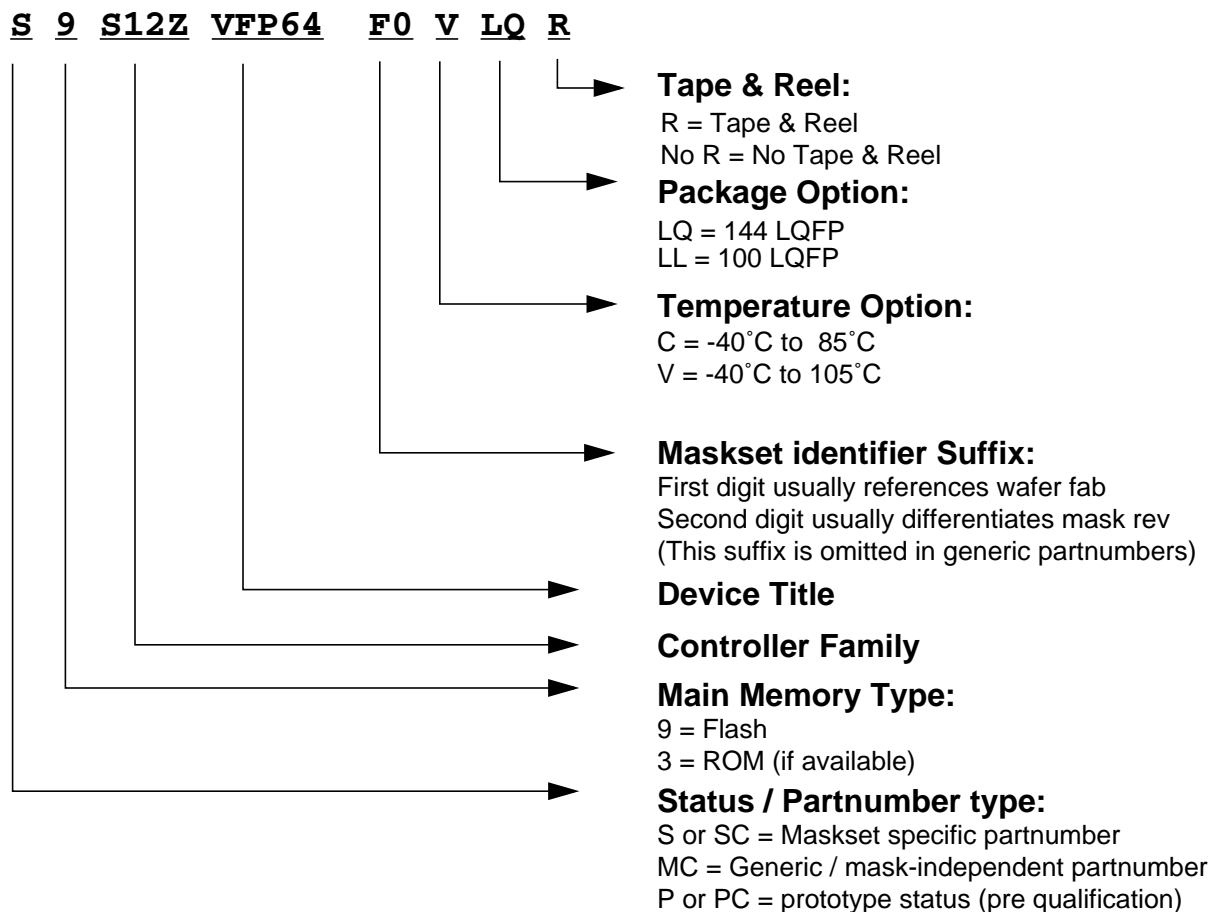 S 9 S12Z VFP64 F0 V LQ R
Tape & Reel:
R = Tape & Reel
No R = No Tape & Reel
Package Option:
LQ = 144 LQFP
LL = 100 LQFP
Temperature Option:
C = -40˚C to 85˚C
V = -40˚C to 105˚C
Maskset identifier Suffix:
First digit usually references wafer fab
Second digit usually differentiates mask rev
(This suffix is omitted in generic partnumbers)
Device Title
Controller Family
Main Memory Type:
9 = Flash
3 = ROM (if available)
Status / Partnumber type:
S or SC = Maskset specific partnumber
MC = Generic / mask-independent partnumber
P or PC = prototype status (pre qualification)